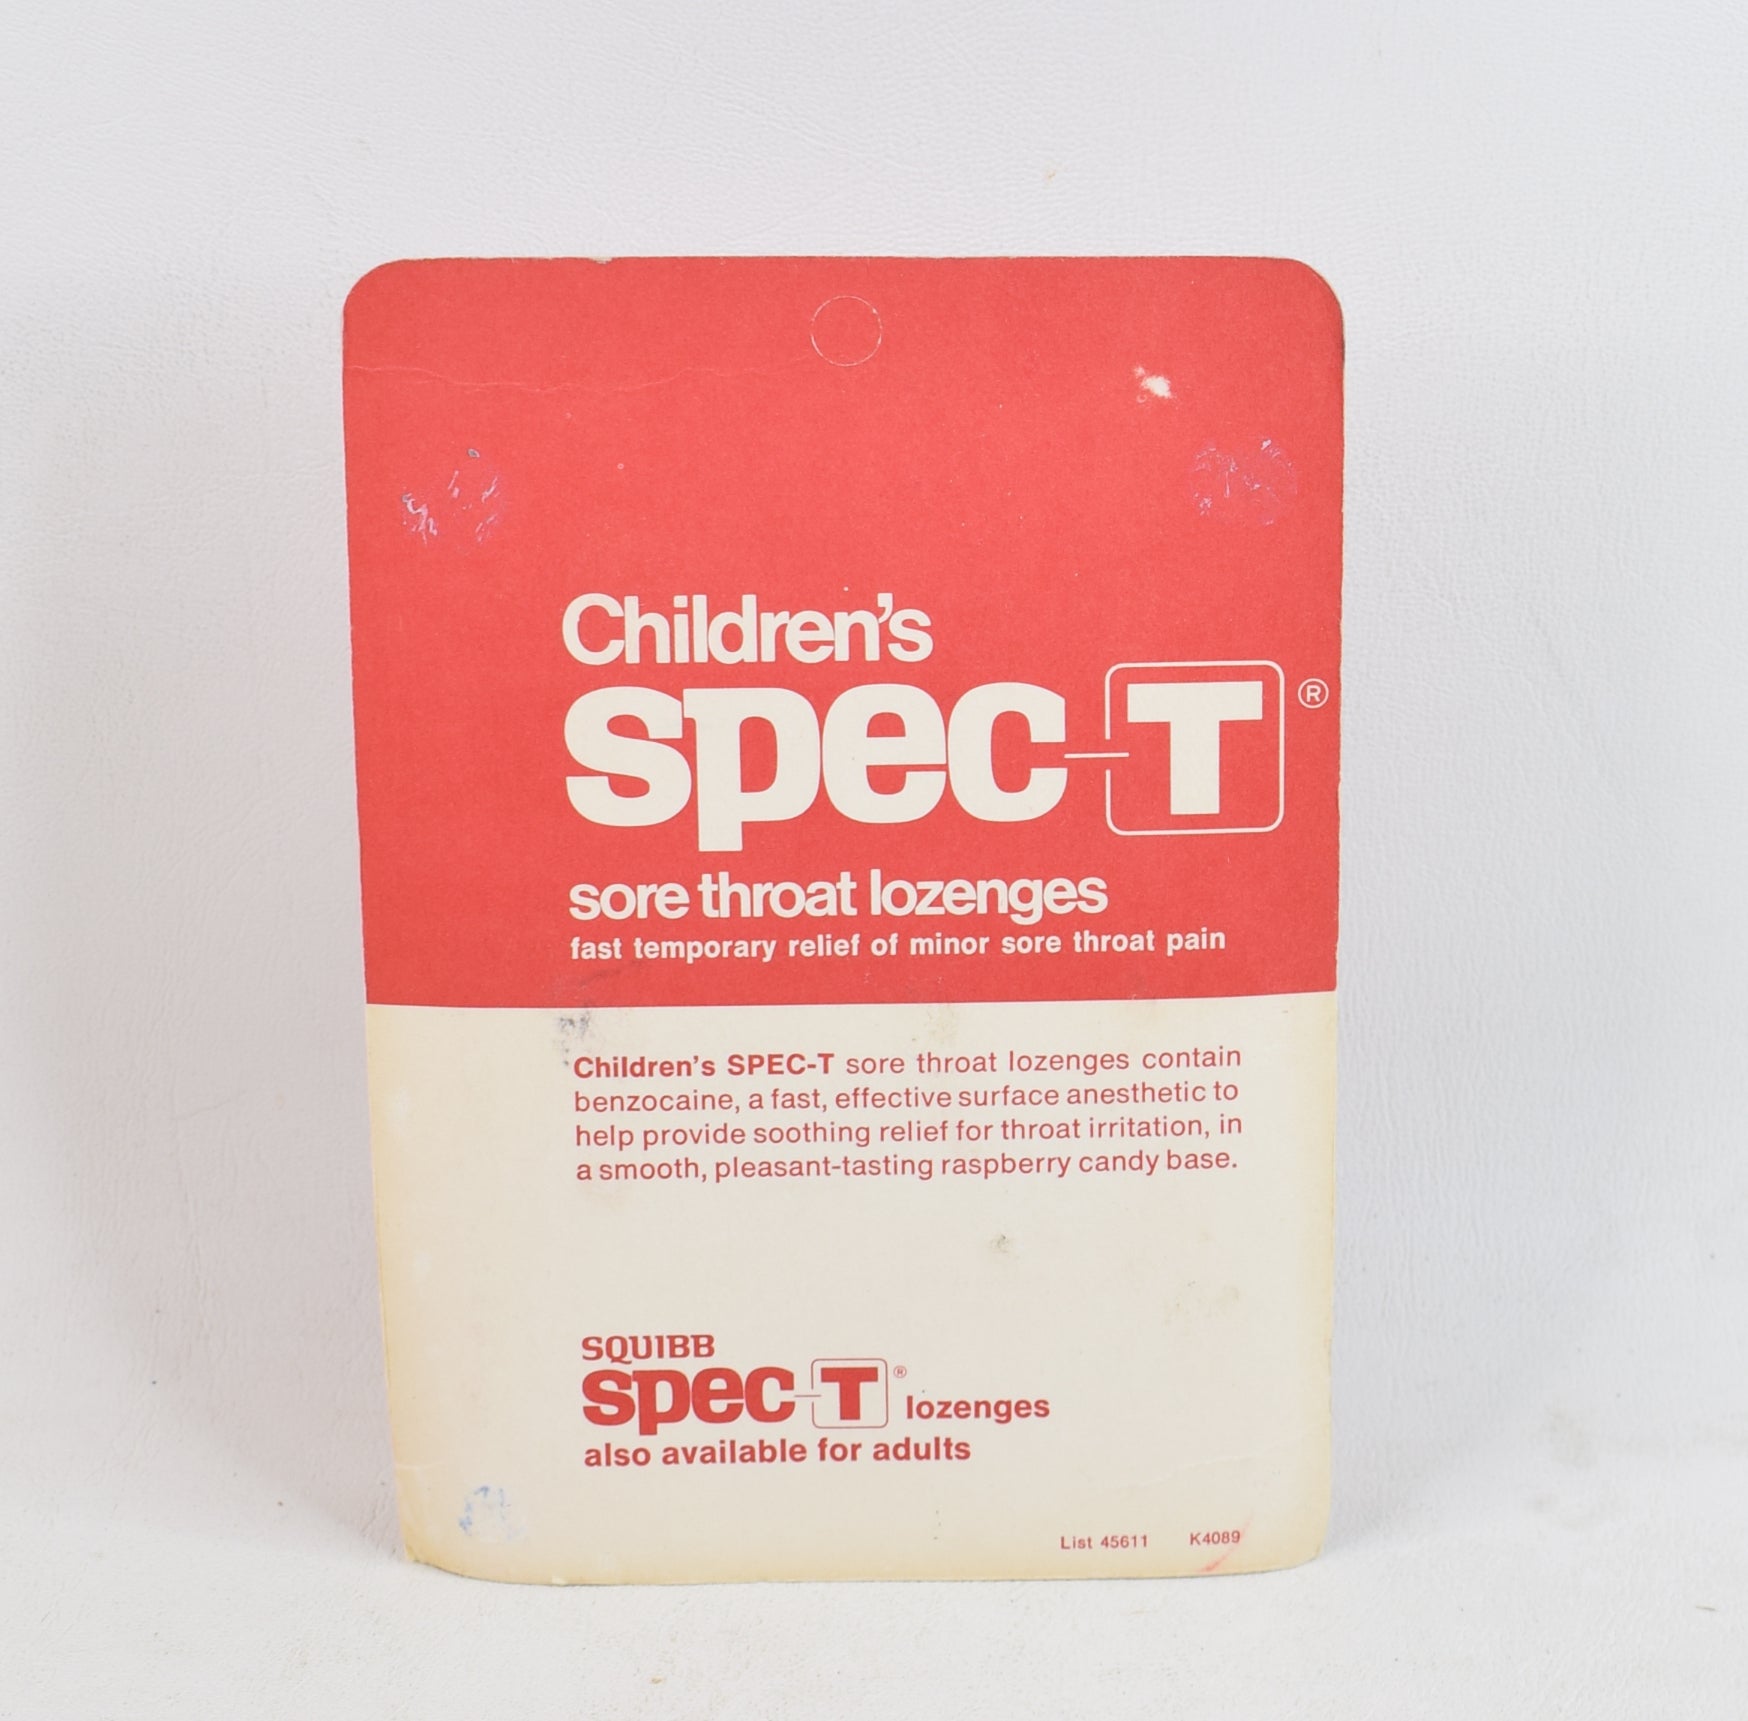 Children's
spec-T®
sore throat lozenges
fast temporary relief of minor sore throat pain
Children's SPEC-T sore throat lozenges contain
benzocaine, a fast, effective surface anesthetic to
help provide soothing relief for throat irritation, in
a smooth, pleasant-tasting raspberry candy base.
SQUIBB
spec-T® lozenges
also available for adults
List 45611 K4089